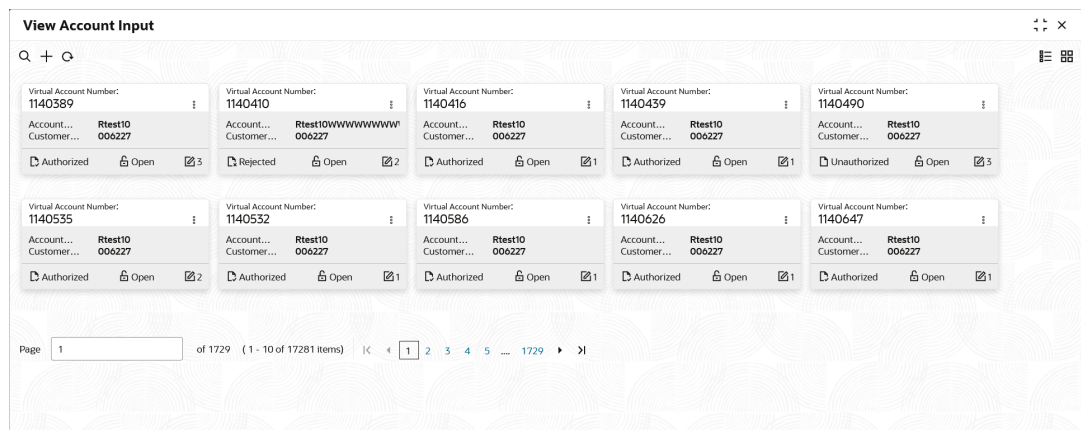 View Account Input
Virtual Account Number:
1140389
Account... Rtest10
Customer... 006227
Authorized Open 3
Virtual Account Number:
1140410
Account... Rtest10WWWWWWWW
Customer... 006227
Rejected Open 2
Virtual Account Number:
1140416
Account... Rtest10
Customer... 006227
Authorized Open 1
Virtual Account Number:
1140439
Account... Rtest10
Customer... 006227
Authorized Open 1
Virtual Account Number:
1140490
Account... Rtest10
Customer... 006227
Unauthorized Open 3
Virtual Account Number:
1140535
Account... Rtest10
Customer... 006227
Authorized Open 2
Virtual Account Number:
1140532
Account... Rtest10
Customer... 006227
Authorized Open 1
Virtual Account Number:
1140586
Account... Rtest10
Customer... 006227
Authorized Open 1
Virtual Account Number:
1140626
Account... Rtest10
Customer... 006227
Authorized Open 1
Virtual Account Number:
1140647
Account... Rtest10
Customer... 006227
Authorized Open 1
Page 1 of 1729 ( 1 - 10 of 17281 items) 1 2 3 4 5 .... 1729